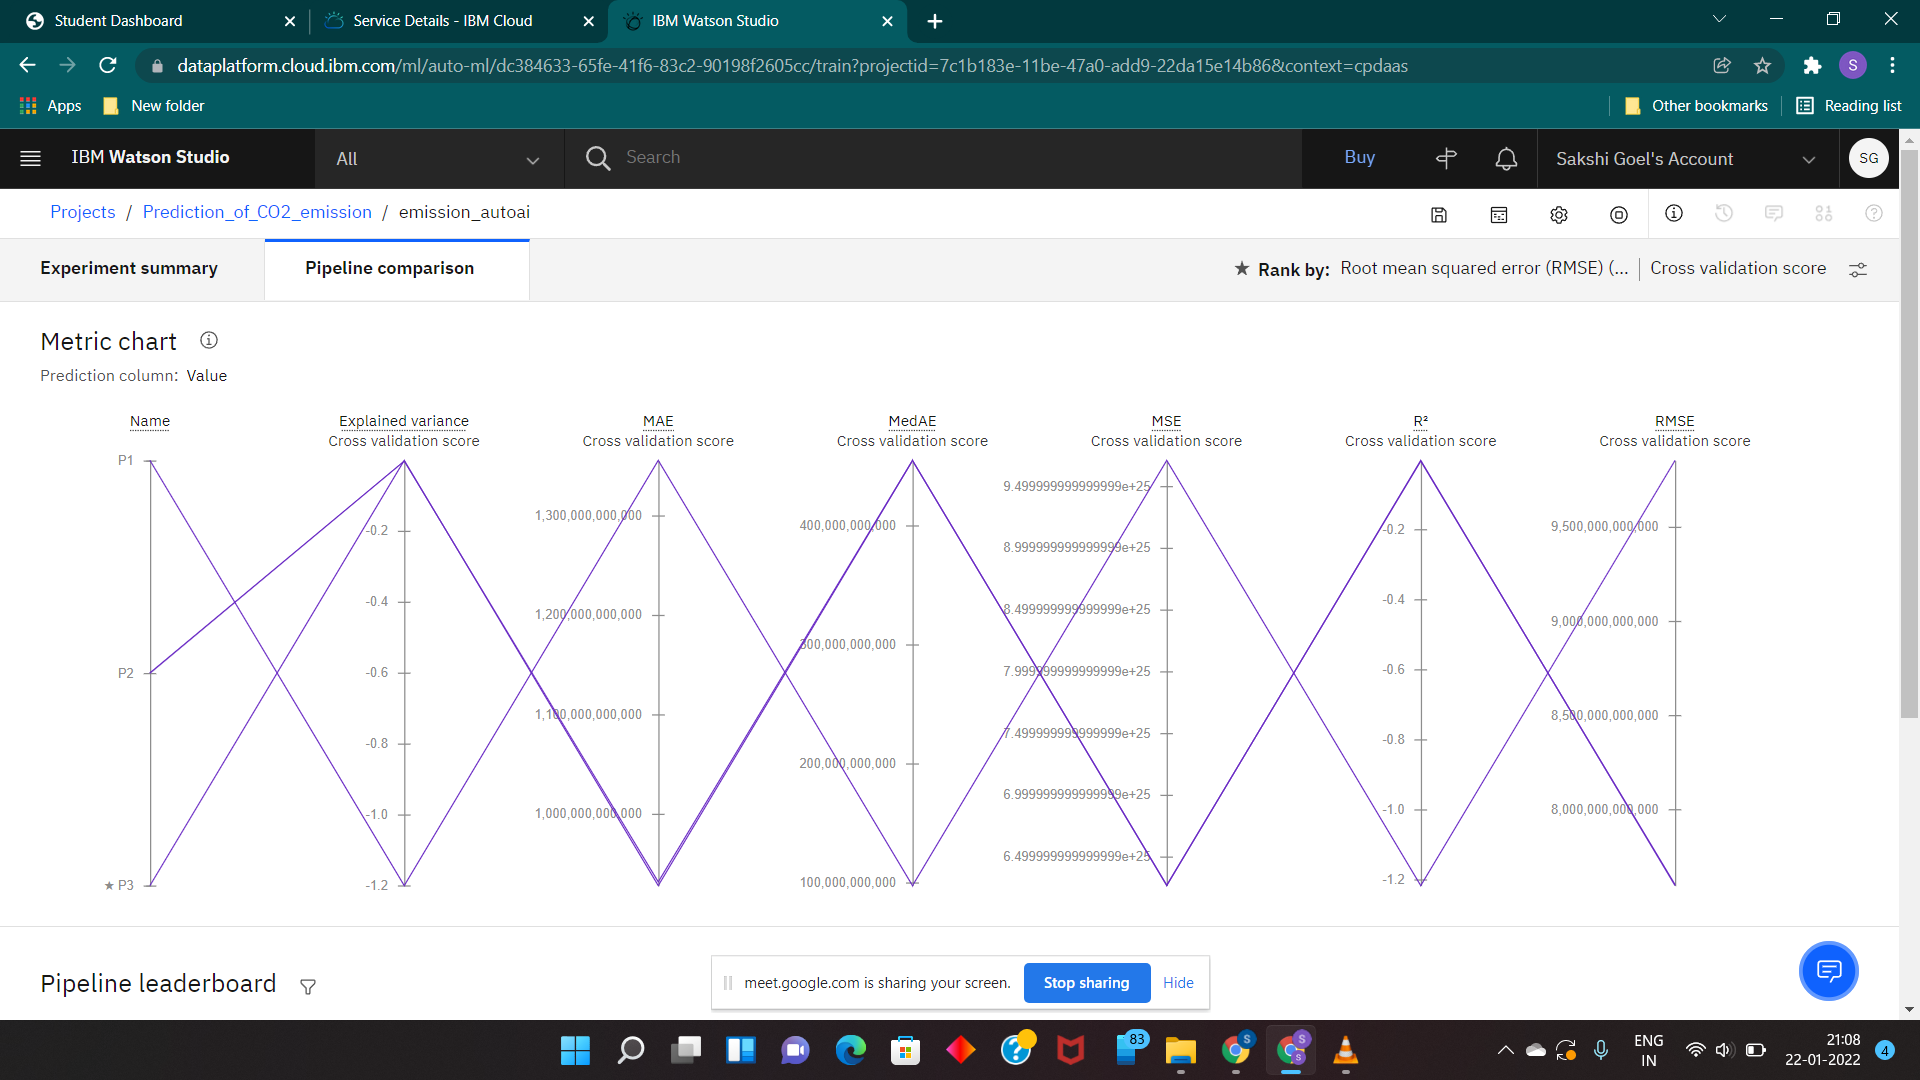 Student Dashboard
Service Details - IBM Cloud
IBM Watson Studio
dataplatform.cloud.ibm.com/ml/auto-ml/dc384633-65fe-41f6-83c2-90198f2605cc/train?projectid=7c1b183e-11be-47a0-add9-22da15e14b86&context=cpdaas
S
Apps
New folder
Other bookmarks
Reading list
IBM Watson Studio
All
Search
Buy
Sakshi Goel's Account
SG
Projects / Prediction_of_CO2_emission / emission_autoai
Experiment summary
Pipeline comparison
★ Rank by: Root mean squared error (RMSE) (... | Cross validation score
Metric chart
Prediction column: Value
Name
Explained variance
Cross validation score
MAE
Cross validation score
MedAE
Cross validation score
MSE
Cross validation score
R²
Cross validation score
RMSE
Cross validation score
P1
P2
★ P3
-0.2
-0.4
-0.6
-0.8
-1.0
-1.2
1,300,000,000,000
1,200,000,000,000
1,100,000,000,000
1,000,000,000,000
400,000,000,000
300,000,000,000
200,000,000,000
100,000,000,000
9.499999999999999e+25
8.999999999999999e+25
8.499999999999999e+25
7.999999999999999e+25
7.499999999999999e+25
6.999999999999999e+25
6.499999999999999e+25
-0.2
-0.4
-0.6
-0.8
-1.0
-1.2
9,500,000,000,000
9,000,000,000,000
8,500,000,000,000
8,000,000,000,000
Pipeline leaderboard
meet.google.com is sharing your screen.
Stop sharing
Hide
83
S
S
S
ENG
IN
21:08
22-01-2022
4